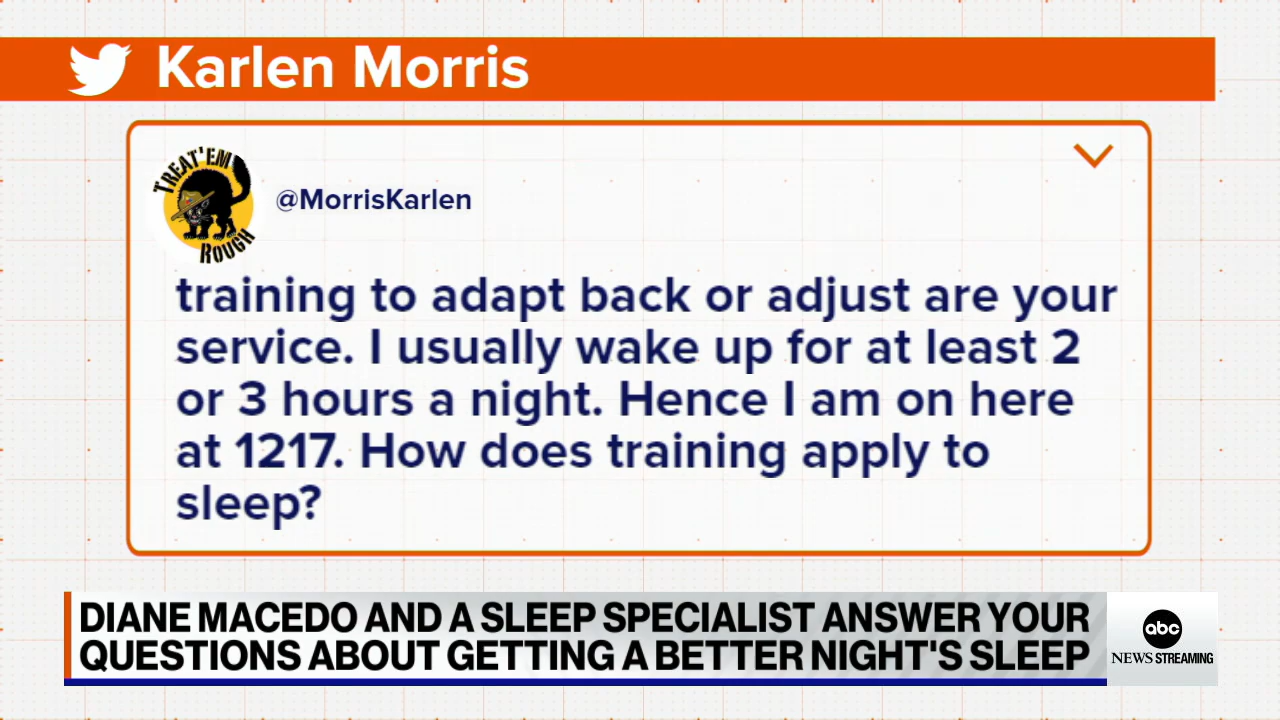 Karlen Morris
TREAT'EM
ROUGH
@MorrisKarlen
training to adapt back or adjust are your
service. I usually wake up for at least 2
or 3 hours a night. Hence I am on here
at 1217. How does training apply to
sleep?
DIANE MACEDO AND A SLEEP SPECIALIST ANSWER YOUR
QUESTIONS ABOUT GETTING A BETTER NIGHT'S SLEEP
abc
NEWS STREAMING